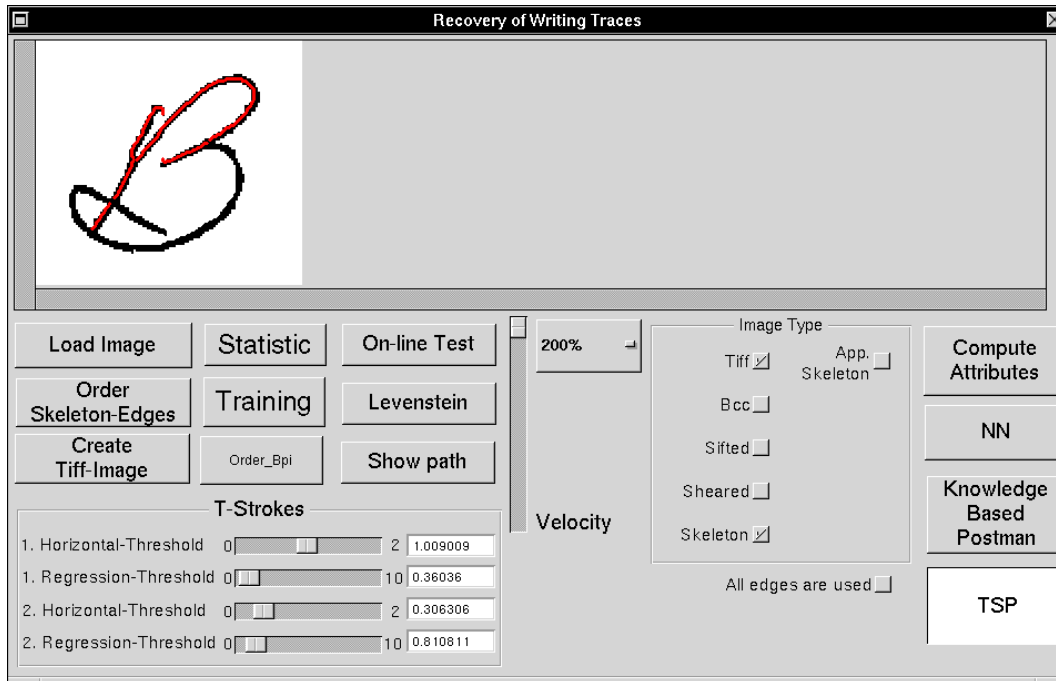 Recovery of Writing Traces
B
Load Image
Statistic
On-line Test
200%
Image Type
Tiff
App.
Skeleton
Compute
Attributes
Order
Skeleton-Edges
Training
Levenstein
Bcc
NN
Create
Tiff-Image
Order_Bpi
Show path
Sifted
Sheared
Knowledge
Based
Postman
T-Strokes
Velocity
Skeleton
1. Horizontal-Threshold 0 2 1.009009
1. Regression-Threshold 0 10 0.36036
All edges are used
2. Horizontal-Threshold 0 2 0.306306
TSP
2. Regression-Threshold 0 10 0.810811